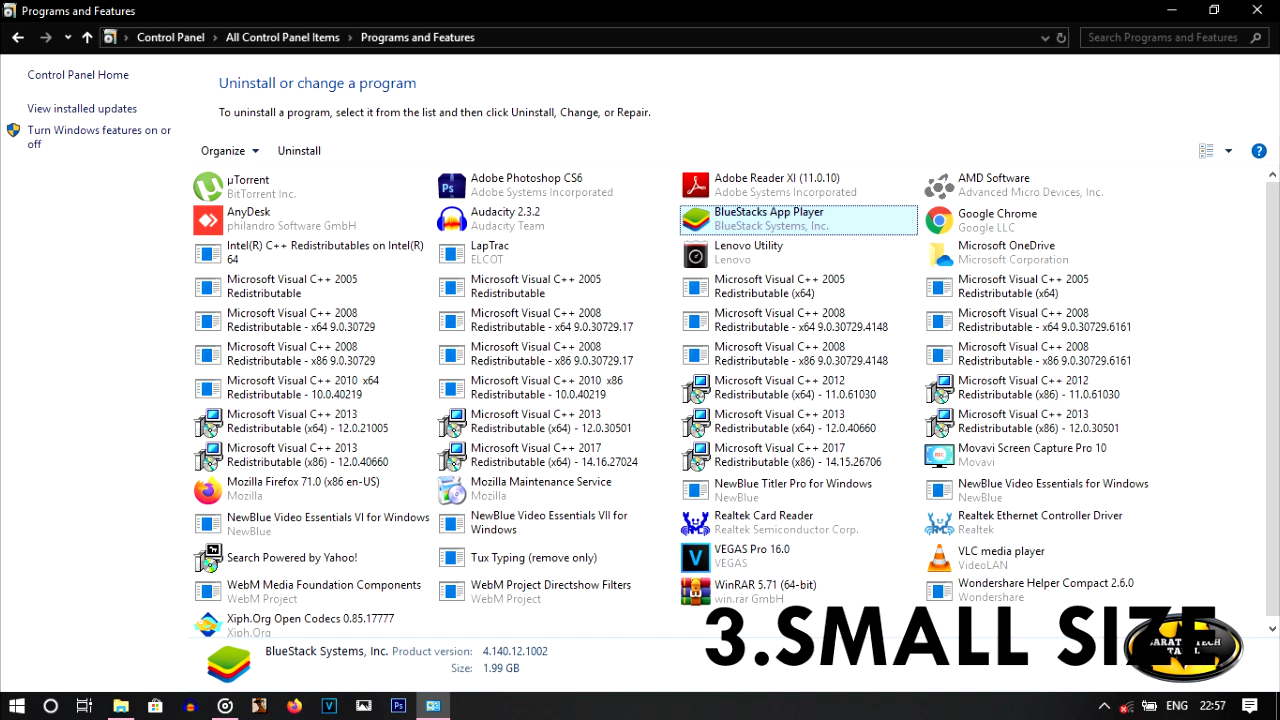 Programs and Features
Control Panel > All Control Panel Items > Programs and Features
Search Programs and Features
Control Panel Home
View installed updates
Turn Windows features on or
off
Uninstall or change a program
To uninstall a program, select it from the list and then click Uninstall, Change, or Repair.
Organize
Uninstall
µTorrent
BitTorrent Inc.
Adobe Photoshop CS6
Adobe Systems Incorporated
Adobe Reader XI (11.0.10)
Adobe Systems Incorporated
AMD Software
Advanced Micro Devices, Inc.
AnyDesk
philandro Software GmbH
Audacity 2.3.2
Audacity Team
BlueStacks App Player
BlueStack Systems, Inc.
Google Chrome
Google LLC
Intel(R) C++ Redistributables on Intel(R)
64
LapTrac
ELCOT
Lenovo Utility
Lenovo
Microsoft OneDrive
Microsoft Corporation
Microsoft Visual C++ 2005
Redistributable
Microsoft Visual C++ 2005
Redistributable
Microsoft Visual C++ 2005
Redistributable (x64)
Microsoft Visual C++ 2005
Redistributable (x64)
Microsoft Visual C++ 2008
Redistributable - x64 9.0.30729
Microsoft Visual C++ 2008
Redistributable - x64 9.0.30729.17
Microsoft Visual C++ 2008
Redistributable - x64 9.0.30729.4148
Microsoft Visual C++ 2008
Redistributable - x64 9.0.30729.6161
Microsoft Visual C++ 2008
Redistributable - x86 9.0.30729
Microsoft Visual C++ 2008
Redistributable - x86 9.0.30729.17
Microsoft Visual C++ 2008
Redistributable - x86 9.0.30729.4148
Microsoft Visual C++ 2008
Redistributable - x86 9.0.30729.6161
Microsoft Visual C++ 2010 x64
Redistributable - 10.0.40219
Microsoft Visual C++ 2010 x86
Redistributable - 10.0.40219
Microsoft Visual C++ 2012
Redistributable (x64) - 11.0.61030
Microsoft Visual C++ 2012
Redistributable (x86) - 11.0.61030
Microsoft Visual C++ 2013
Redistributable (x64) - 12.0.21005
Microsoft Visual C++ 2013
Redistributable (x64) - 12.0.30501
Microsoft Visual C++ 2013
Redistributable (x64) - 12.0.40660
Microsoft Visual C++ 2013
Redistributable (x86) - 12.0.30501
Microsoft Visual C++ 2013
Redistributable (x86) - 12.0.40660
Microsoft Visual C++ 2017
Redistributable (x64) - 14.16.27024
Microsoft Visual C++ 2017
Redistributable (x86) - 14.15.26706
Movavi Screen Capture Pro 10
Movavi
Mozilla Firefox 71.0 (x86 en-US)
Mozilla
Mozilla Maintenance Service
Mozilla
NewBlue Titler Pro for Windows
NewBlue
NewBlue Video Essentials for Windows
NewBlue
NewBlue Video Essentials VI for Windows
NewBlue
NewBlue Video Essentials VII for
Windows
Realtek Card Reader
Realtek Semiconductor Corp.
Realtek Ethernet Controller Driver
Realtek
Search Powered by Yahoo!
Tux Typing (remove only)
VEGAS Pro 16.0
VEGAS
VLC media player
VideoLAN
WebM Media Foundation Components
WebM Project
WebM Project Directshow Filters
WebM Project
WinRAR 5.71 (64-bit)
win.rar GmbH
Wondershare Helper Compact 2.6.0
Wondershare
Xiph.Org Open Codecs 0.85.17777
Xiph.Org
3.SMALL SIZE
BlueStack Systems, Inc. Product version: 4.140.12.1002
Size: 1.99 GB
ENG
22:57